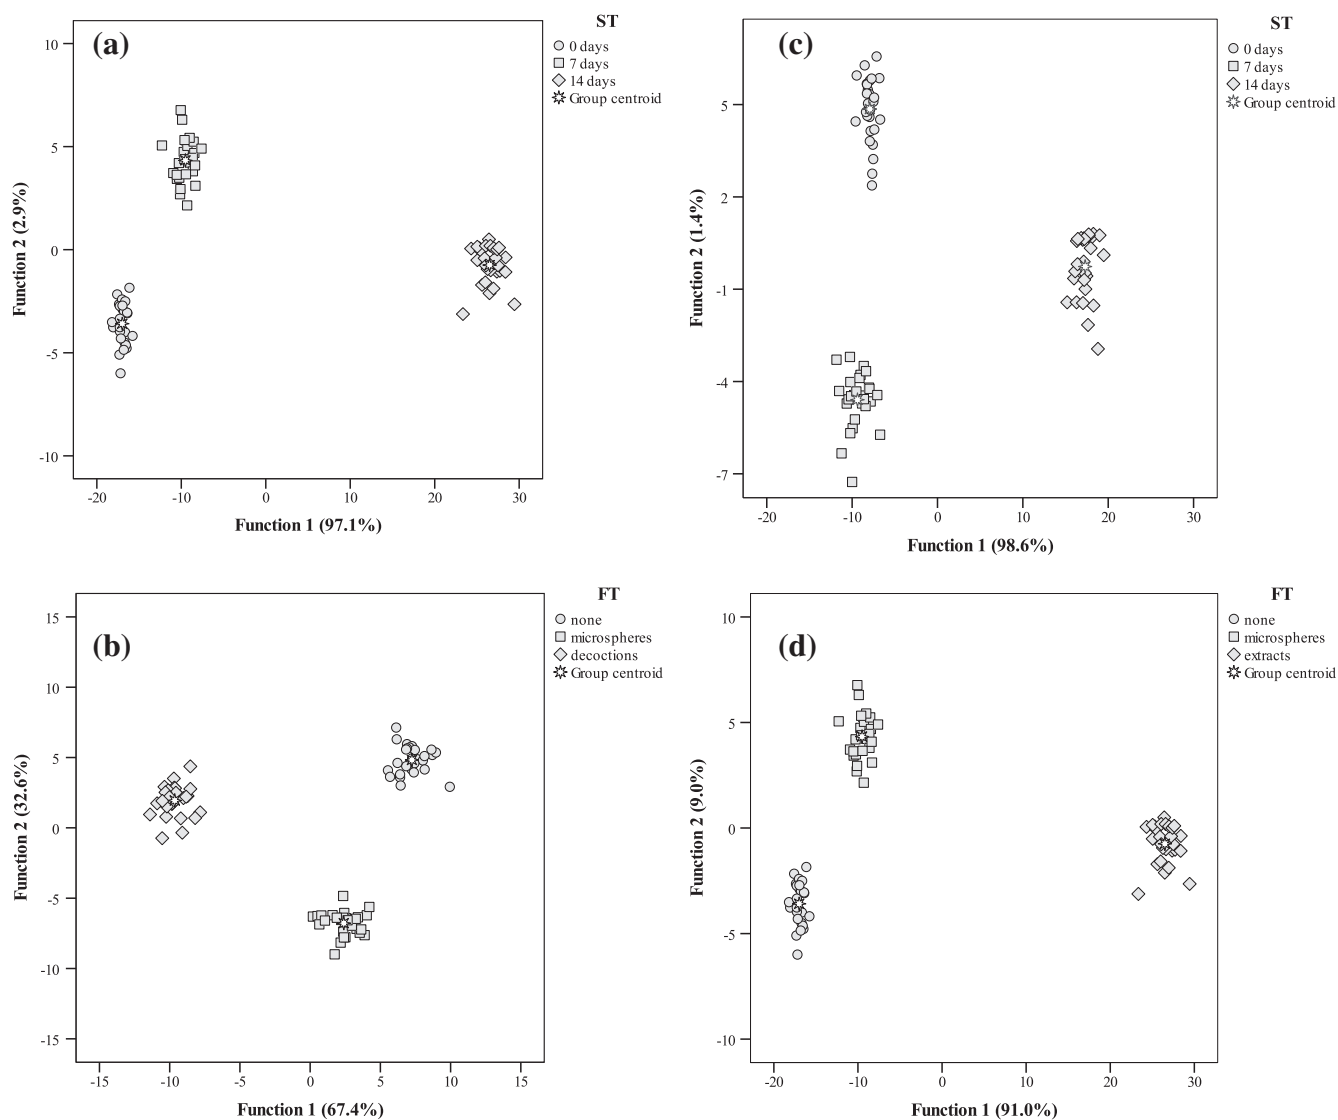 (a)
ST
0 days
7 days
14 days
Group centroid
10
5
0
-5
-10
Function 2 (2.9%)
-20 -10 0 10 20 30
Function 1 (97.1%)
(c)
ST
0 days
7 days
14 days
Group centroid
5
2
-1
-4
-7
Function 2 (1.4%)
-20 -10 0 10 20 30
Function 1 (98.6%)
(b)
FT
none
microspheres
decoctions
Group centroid
15
10
5
0
-5
-10
-15
Function 2 (32.6%)
-15 -10 -5 0 5 10 15
Function 1 (67.4%)
(d)
FT
none
microspheres
extracts
Group centroid
10
5
0
-5
-10
Function 2 (9.0%)
-20 -10 0 10 20 30
Function 1 (91.0%)